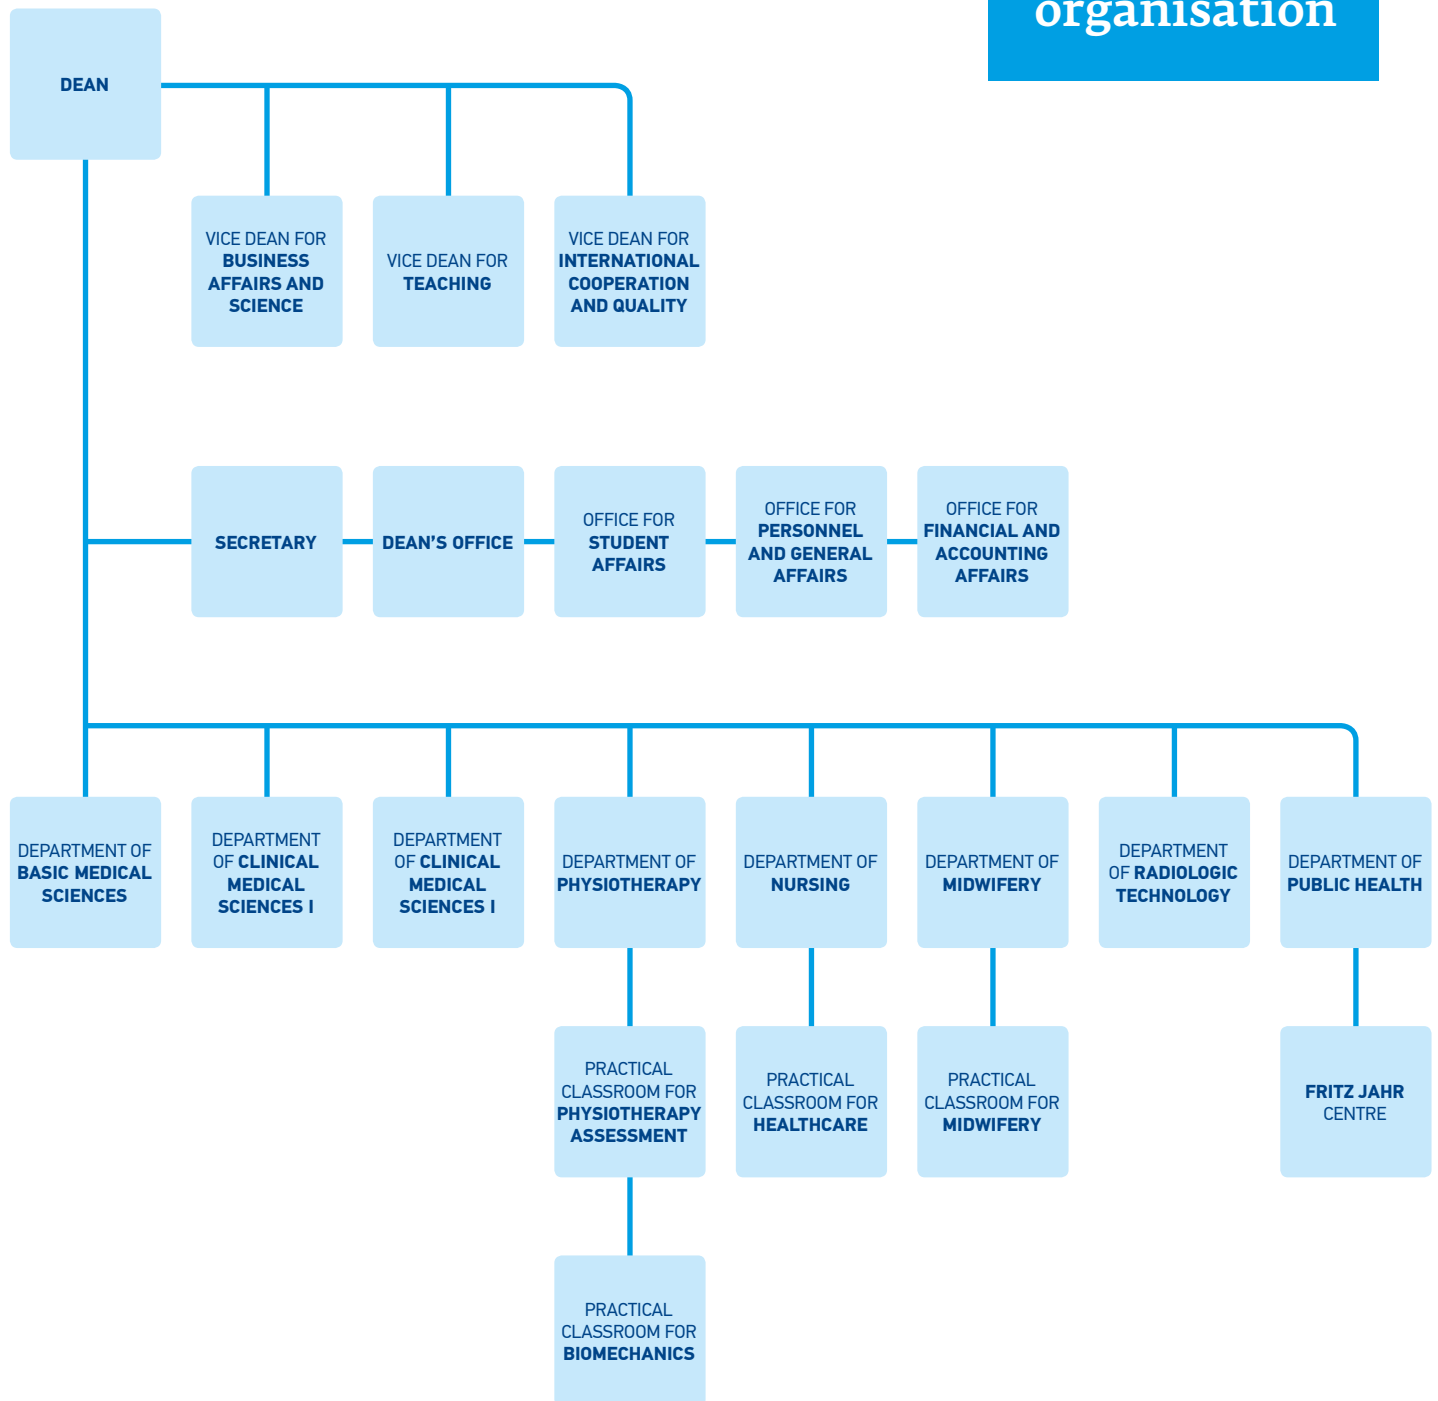 organisation
DEAN
VICE DEAN FOR
BUSINESS
AFFAIRS AND
SCIENCE
VICE DEAN FOR
TEACHING
VICE DEAN FOR
INTERNATIONAL
COOPERATION
AND QUALITY
SECRETARY
DEAN'S OFFICE
OFFICE FOR
STUDENT
AFFAIRS
OFFICE FOR
PERSONNEL
AND GENERAL
AFFAIRS
OFFICE FOR
FINANCIAL AND
ACCOUNTING
AFFAIRS
DEPARTMENT OF
BASIC MEDICAL
SCIENCES
DEPARTMENT
OF CLINICAL
MEDICAL
SCIENCES I
DEPARTMENT
OF CLINICAL
MEDICAL
SCIENCES I
DEPARTMENT OF
PHYSIOTHERAPY
DEPARTMENT OF
NURSING
DEPARTMENT OF
MIDWIFERY
DEPARTMENT
OF RADIOLOGIC
TECHNOLOGY
DEPARTMENT OF
PUBLIC HEALTH
PRACTICAL
CLASSROOM FOR
PHYSIOTHERAPY
ASSESSMENT
PRACTICAL
CLASSROOM FOR
HEALTHCARE
PRACTICAL
CLASSROOM FOR
MIDWIFERY
FRITZ JAHR
CENTRE
PRACTICAL
CLASSROOM FOR
BIOMECHANICS